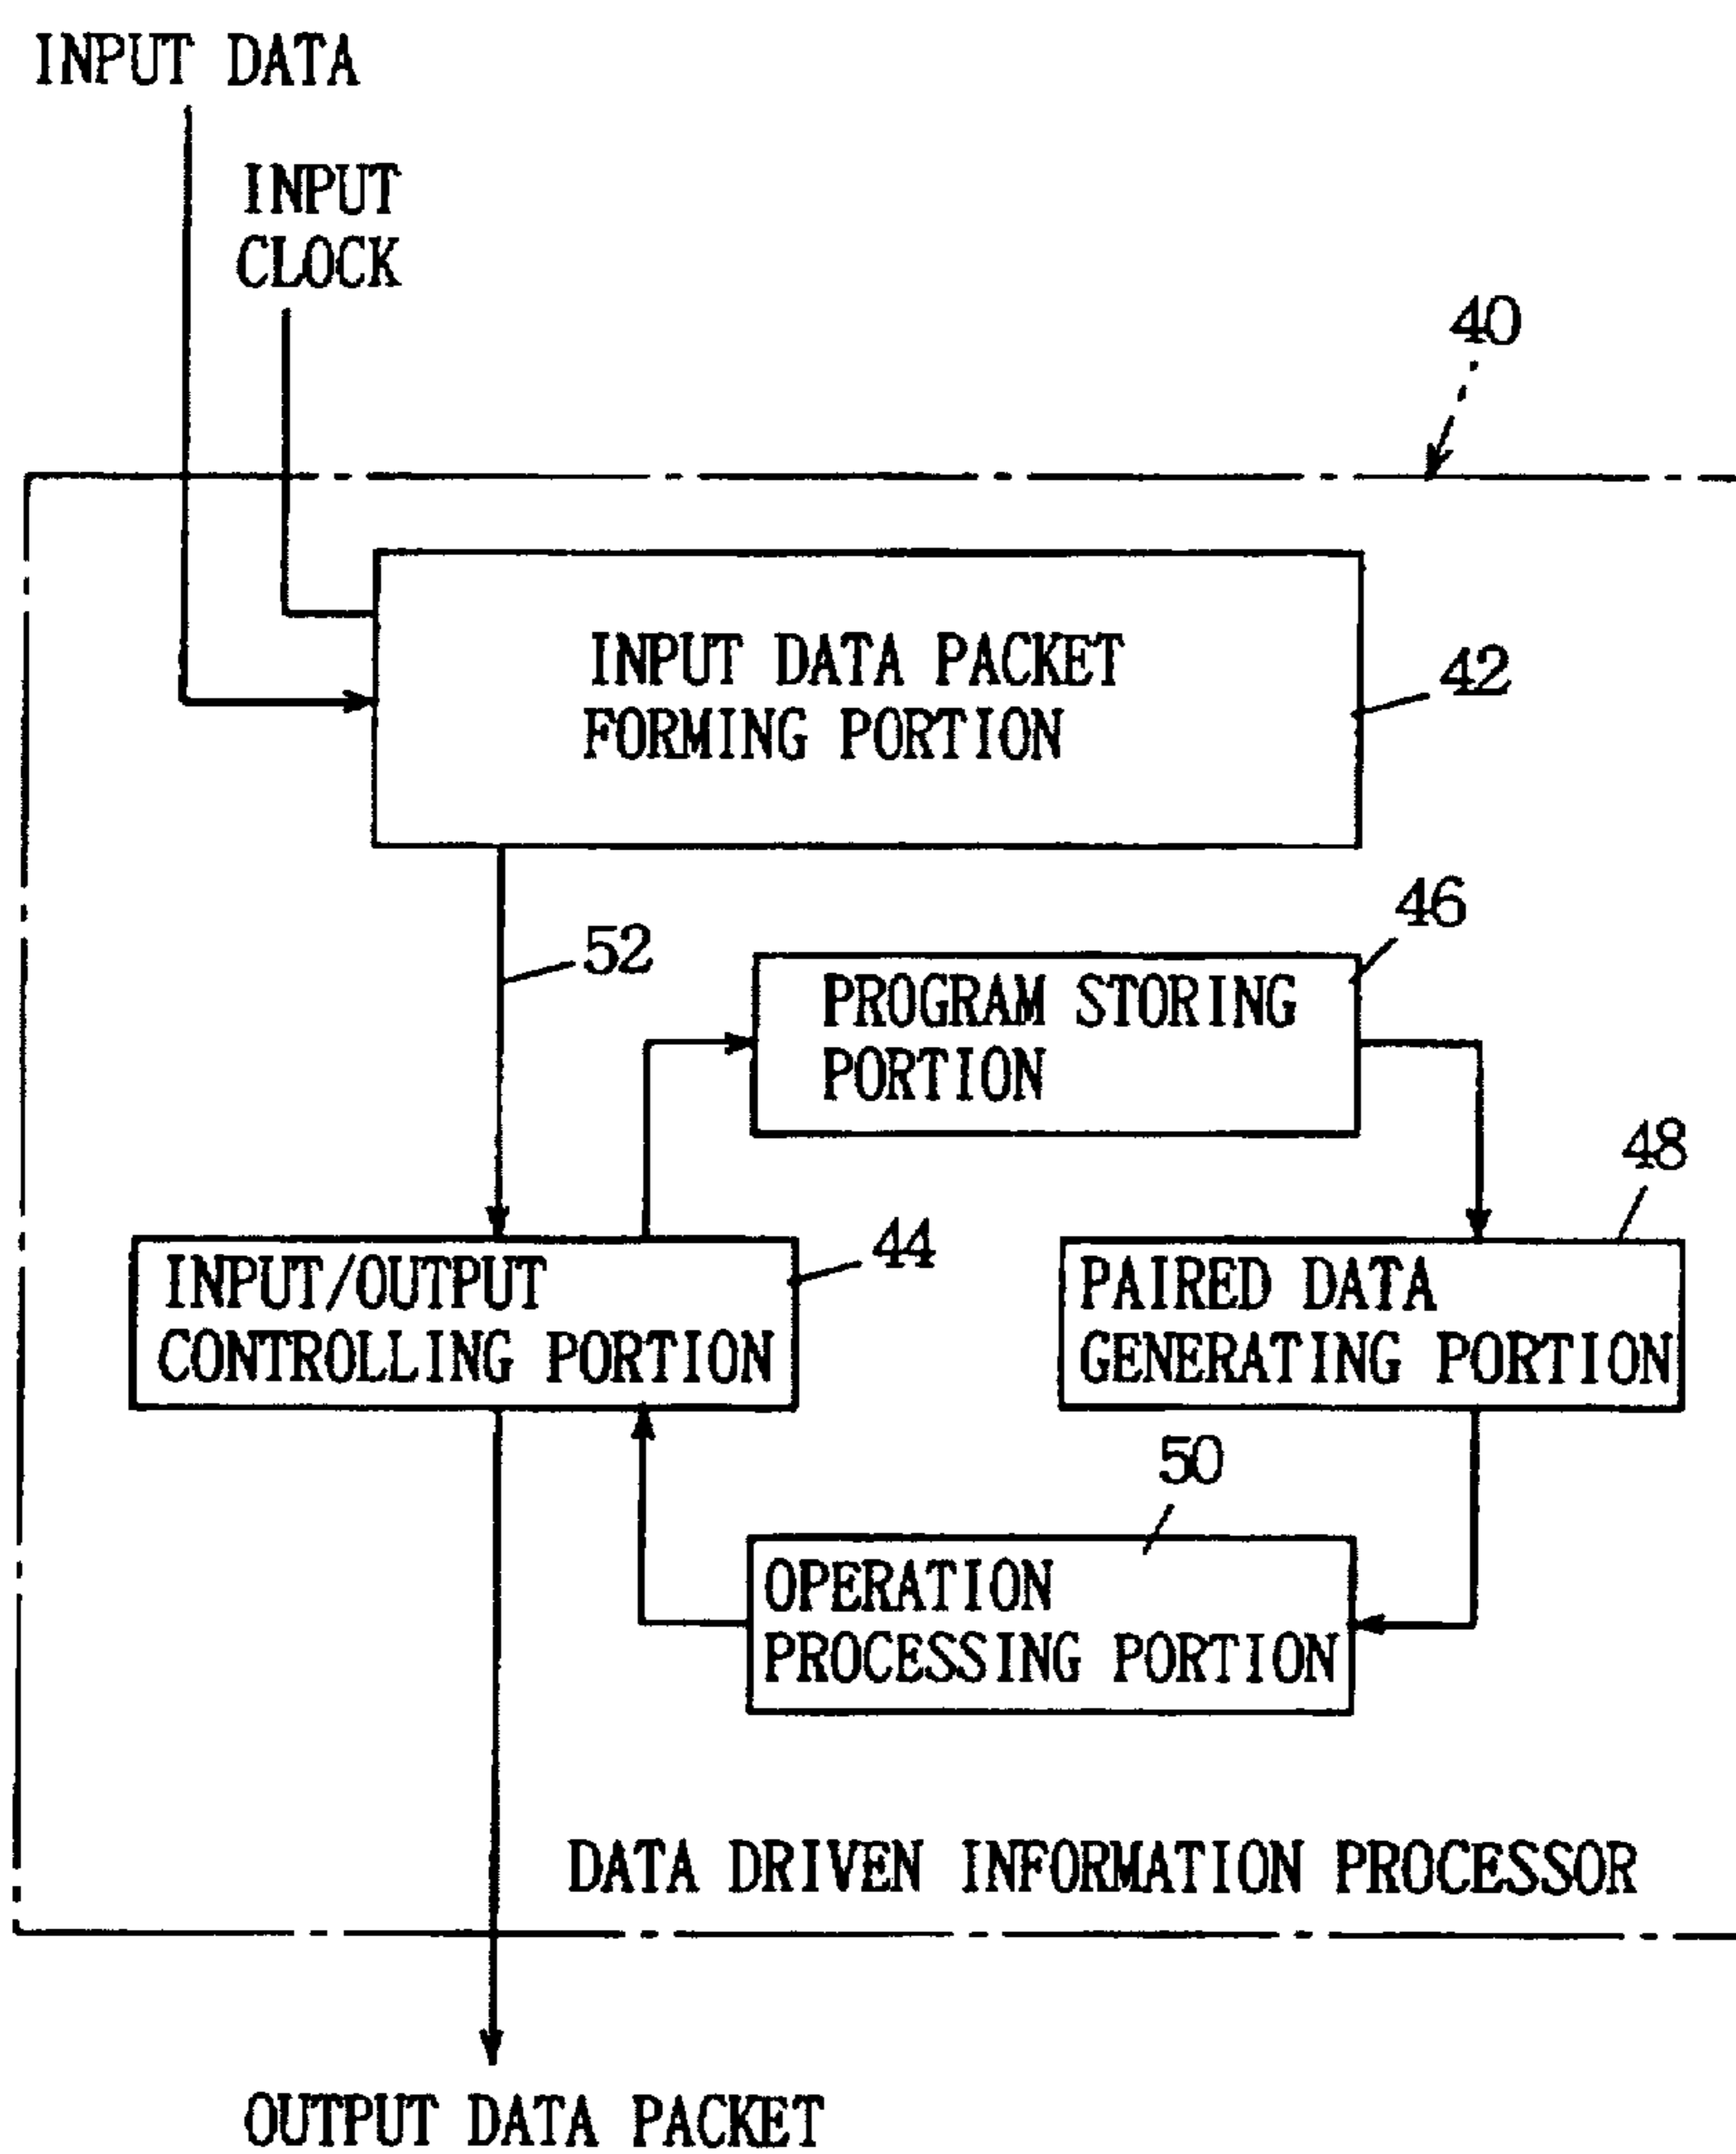 INPUT DATA
INPUT
CLOCK
40
INPUT DATA PACKET
FORMING PORTION
42
46
52
PROGRAM STORING
PORTION
48
44
INPUT/OUTPUT
CONTROLLING PORTION
PAIRED DATA
GENERATING PORTION
50
OPERATION
PROCESSING PORTION
DATA DRIVEN INFORMATION PROCESSOR
OUTPUT DATA PACKET